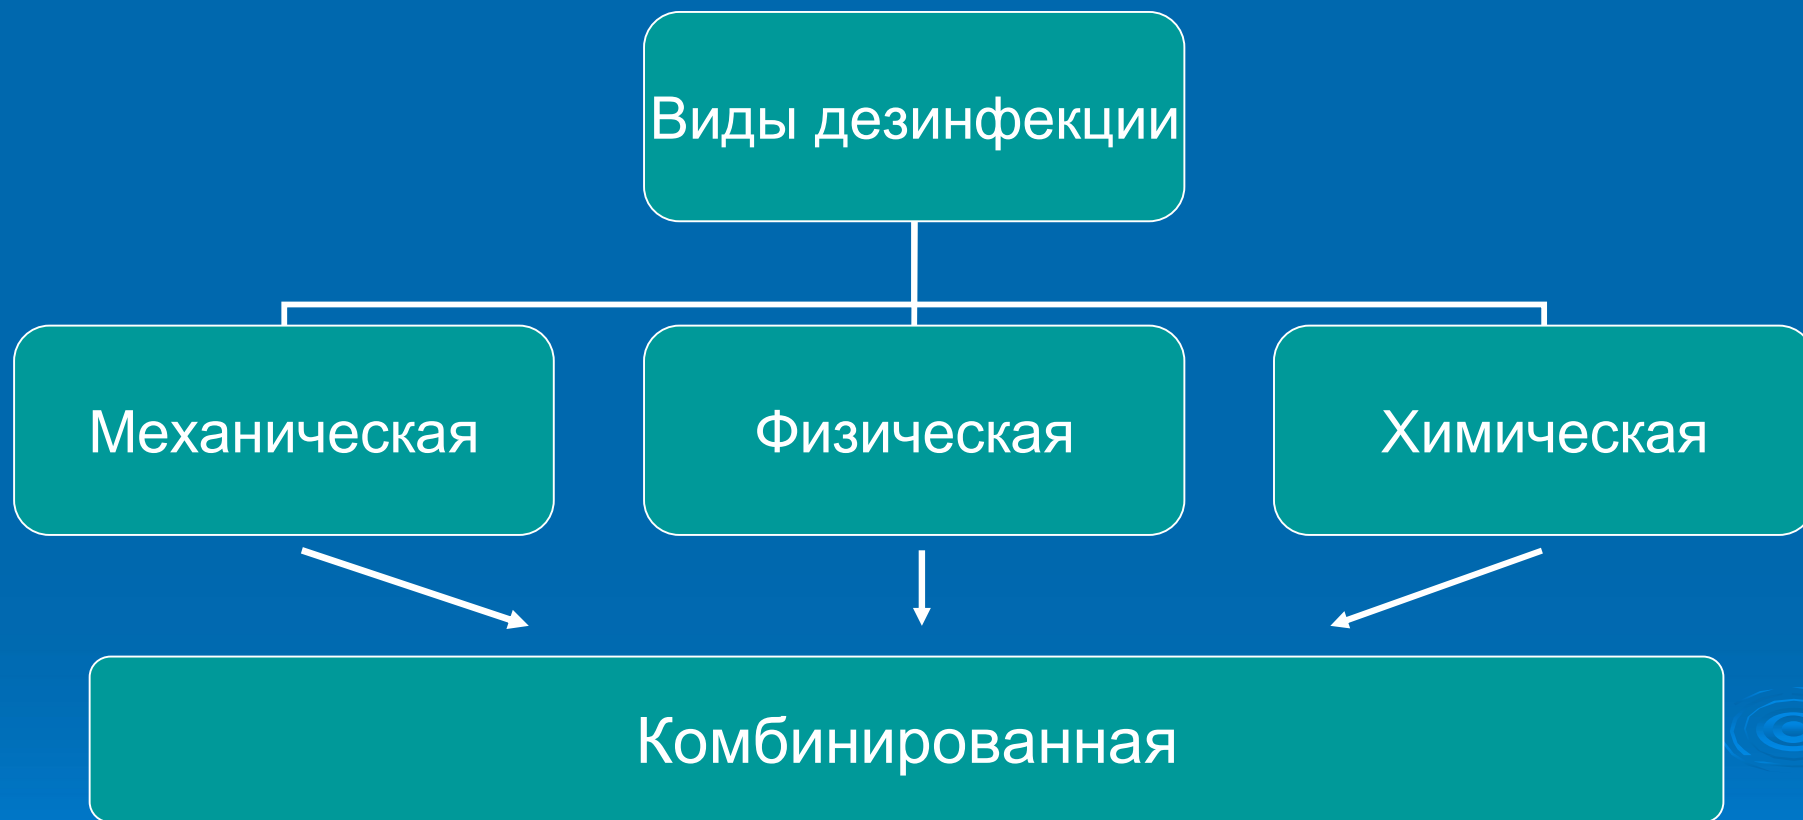 Виды дезинфекции
Механическая
Физическая
Химическая
Комбинированная